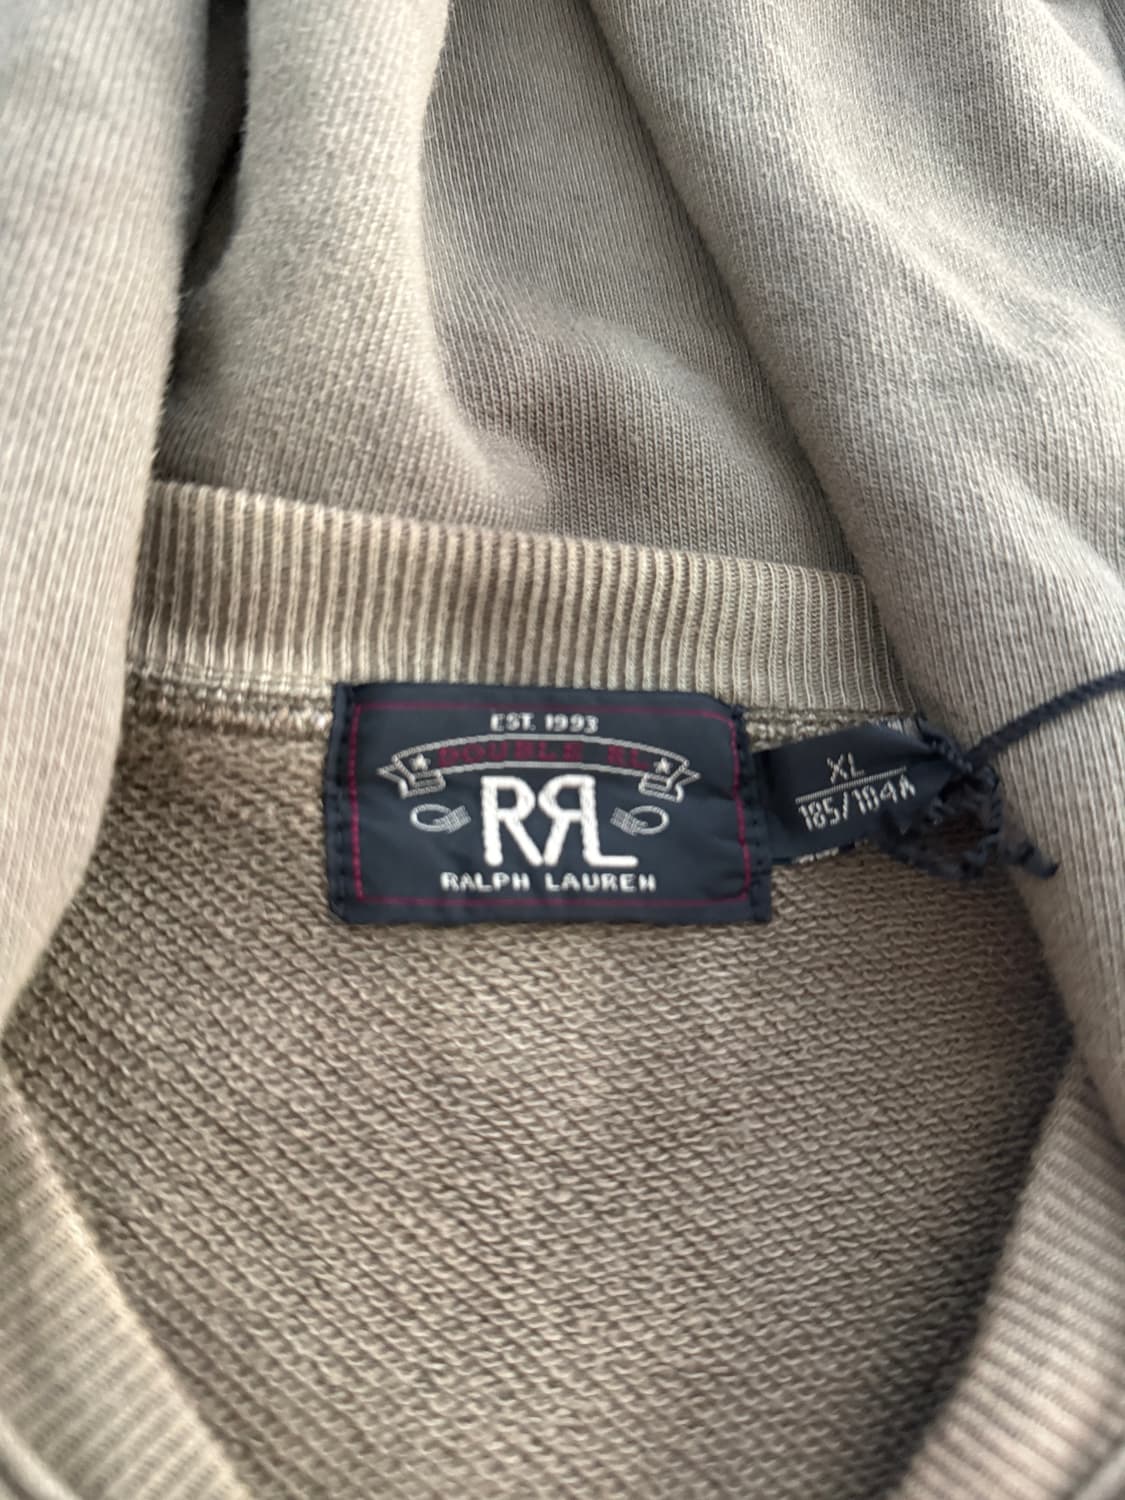 EST. 1993
DOUBLE RL
RRL
RALPH LAUREN
XL
185/104A